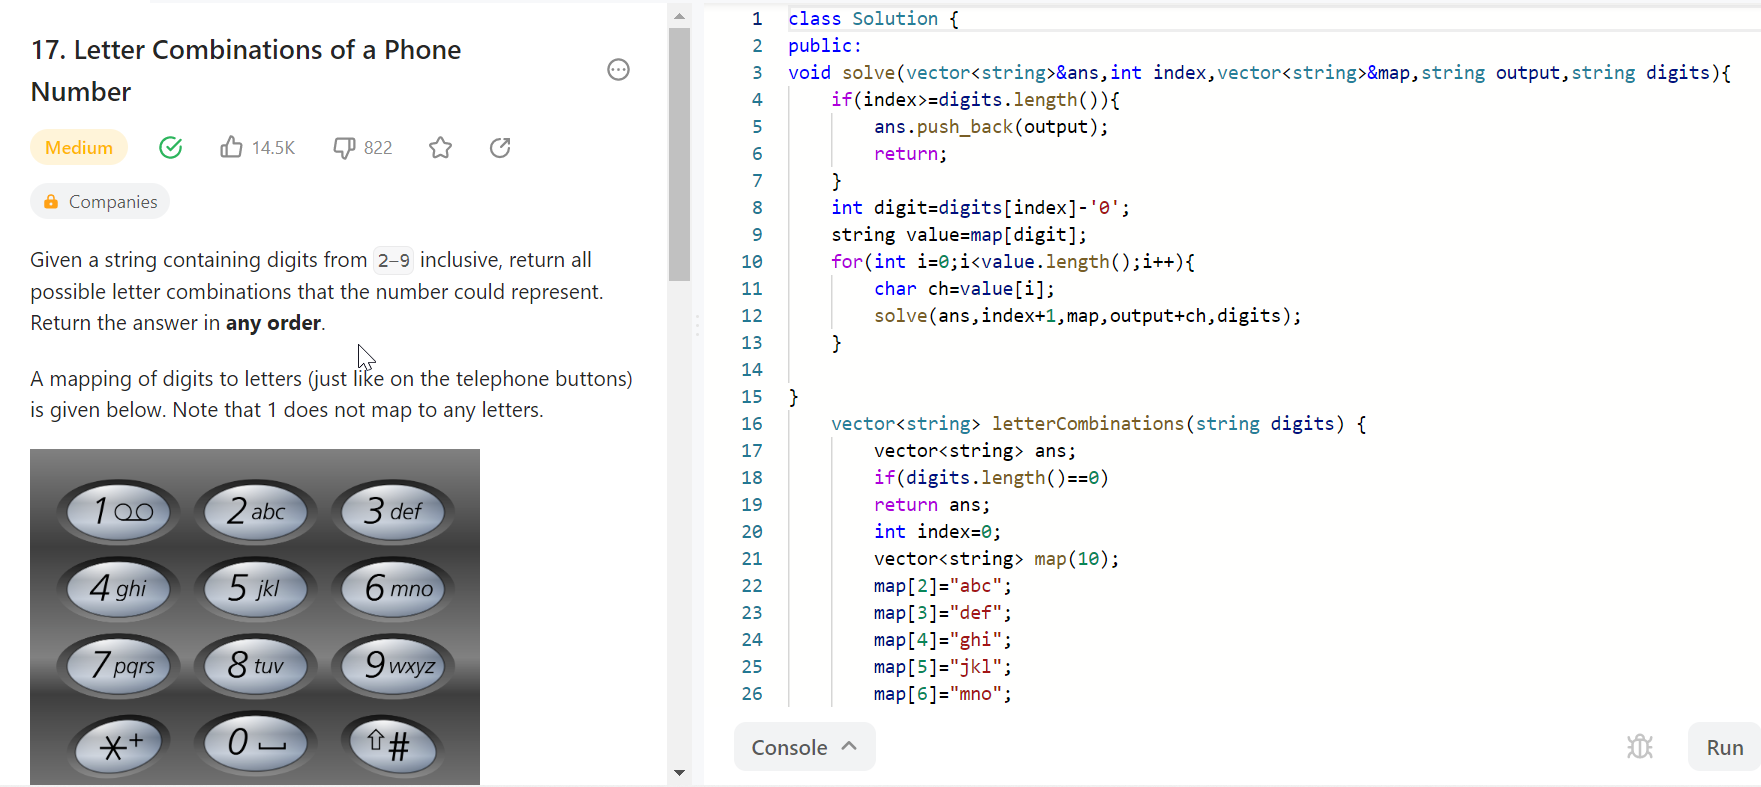 17. Letter Combinations of a Phone
Number
Medium
14.5K
822
Companies
Given a string containing digits from 2-9 inclusive, return all
possible letter combinations that the number could represent.
Return the answer in any order.
A mapping of digits to letters (just like on the telephone buttons)
is given below. Note that 1 does not map to any letters.
1 2 abc 3 def
4 ghi 5 jkl 6 mno
7 pqrs 8 tuv 9 wxyz
*+ 0 ⇧#
1 class Solution {
2 public:
3 void solve(vector<string>&ans,int index,vector<string>&map,string output,string digits){
4 if(index>=digits.length()){
5 ans.push_back(output);
6 return;
7 }
8 int digit=digits[index]-'0';
9 string value=map[digit];
10 for(int i=0;i<value.length();i++){
11 char ch=value[i];
12 solve(ans,index+1,map,output+ch,digits);
13 }
14
15 }
16 vector<string> letterCombinations(string digits) {
17 vector<string> ans;
18 if(digits.length()==0)
19 return ans;
20 int index=0;
21 vector<string> map(10);
22 map[2]="abc";
23 map[3]="def";
24 map[4]="ghi";
25 map[5]="jkl";
26 map[6]="mno";
Console
Run